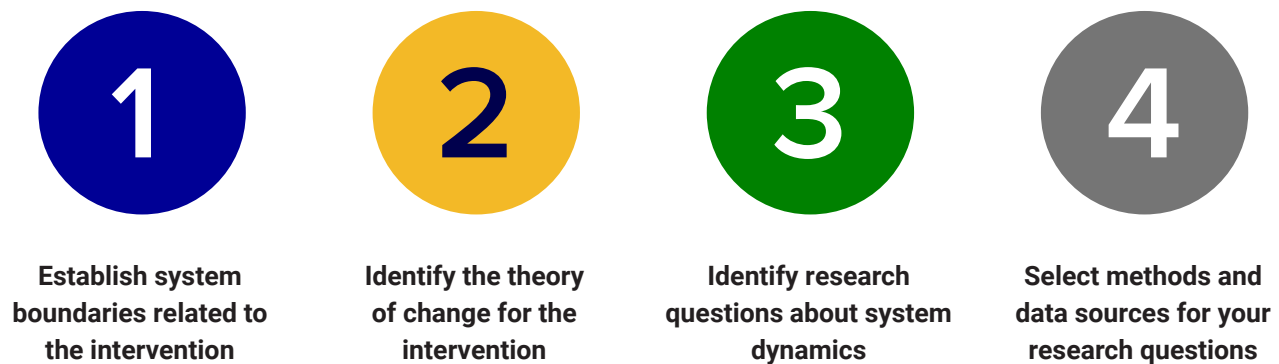 1
Establish system
boundaries related to
the intervention
2
Identify the theory
of change for the
intervention
3
Identify research
questions about system
dynamics
4
Select methods and
data sources for your
research questions